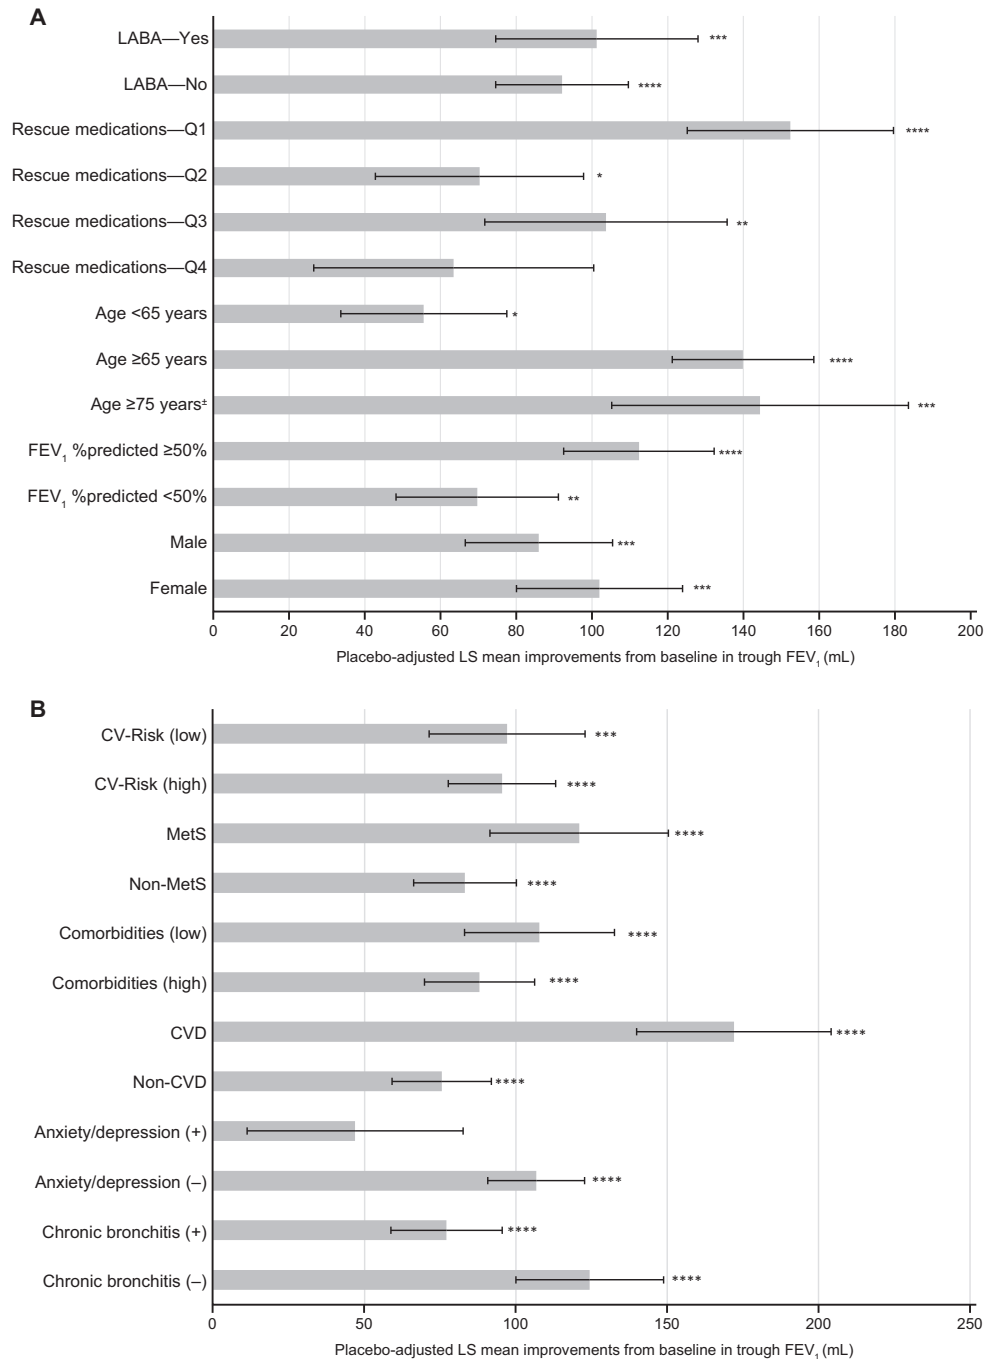 A
LABA—Yes ***
LABA—No ****
Rescue medications—Q1 ****
Rescue medications—Q2 *
Rescue medications—Q3 **
Rescue medications—Q4
Age <65 years *
Age ≥65 years ****
Age ≥75 years± ***
FEV1 %predicted ≥50% ****
FEV1 %predicted <50% **
Male ***
Female ***
0 20 40 60 80 100 120 140 160 180 200
Placebo-adjusted LS mean improvements from baseline in trough FEV1 (mL)
B
CV-Risk (low) ***
CV-Risk (high) ****
MetS ****
Non-MetS ****
Comorbidities (low) ****
Comorbidities (high) ****
CVD ****
Non-CVD ****
Anxiety/depression (+)
Anxiety/depression (–) ****
Chronic bronchitis (+) ****
Chronic bronchitis (–) ****
0 50 100 150 200 250
Placebo-adjusted LS mean improvements from baseline in trough FEV1 (mL)